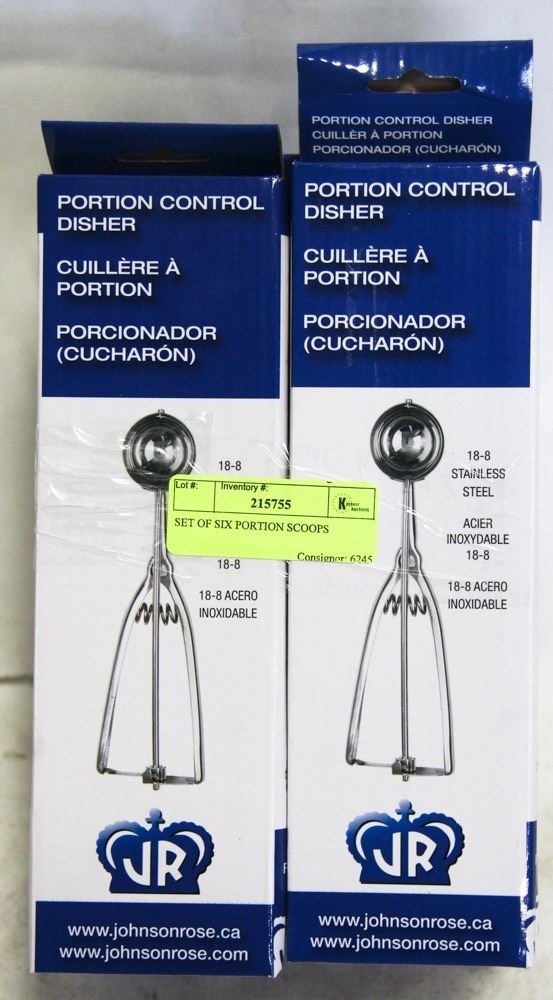 PORTION CONTROL
DISHER
CUILLÈRE À
PORTION
PORCIONADOR
(CUCHARÓN)
18-8
18-8
18-8 ACERO
INOXIDABLE
JR
www.johnsonrose.ca
www.johnsonrose.com
PORTION CONTROL DISHER
CUILLÈR À PORTION
PORCIONADOR (CUCHARÓN)
PORTION CONTROL
DISHER
CUILLÈRE À
PORTION
PORCIONADOR
(CUCHARÓN)
18-8
STAINLESS
STEEL
ACIER
INOXYDABLE
18-8
18-8 ACERO
INOXIDABLE
JR
www.johnsonrose.ca
www.johnsonrose.com
Lot #: Inventory #:
215755
Kastner Auctions
SET OF SIX PORTION SCOOPS
Consignor: 6245